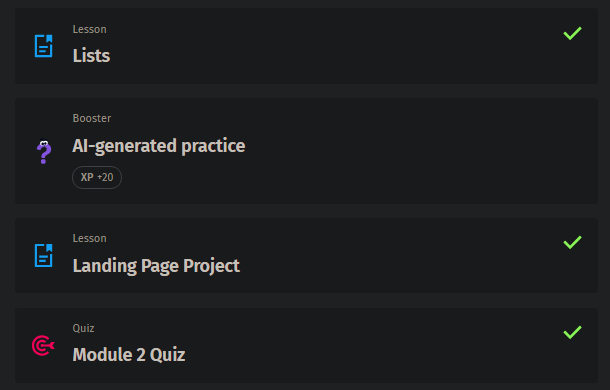 Lesson
Lists
Booster
AI-generated practice
XP +20
Lesson
Landing Page Project
Quiz
Module 2 Quiz